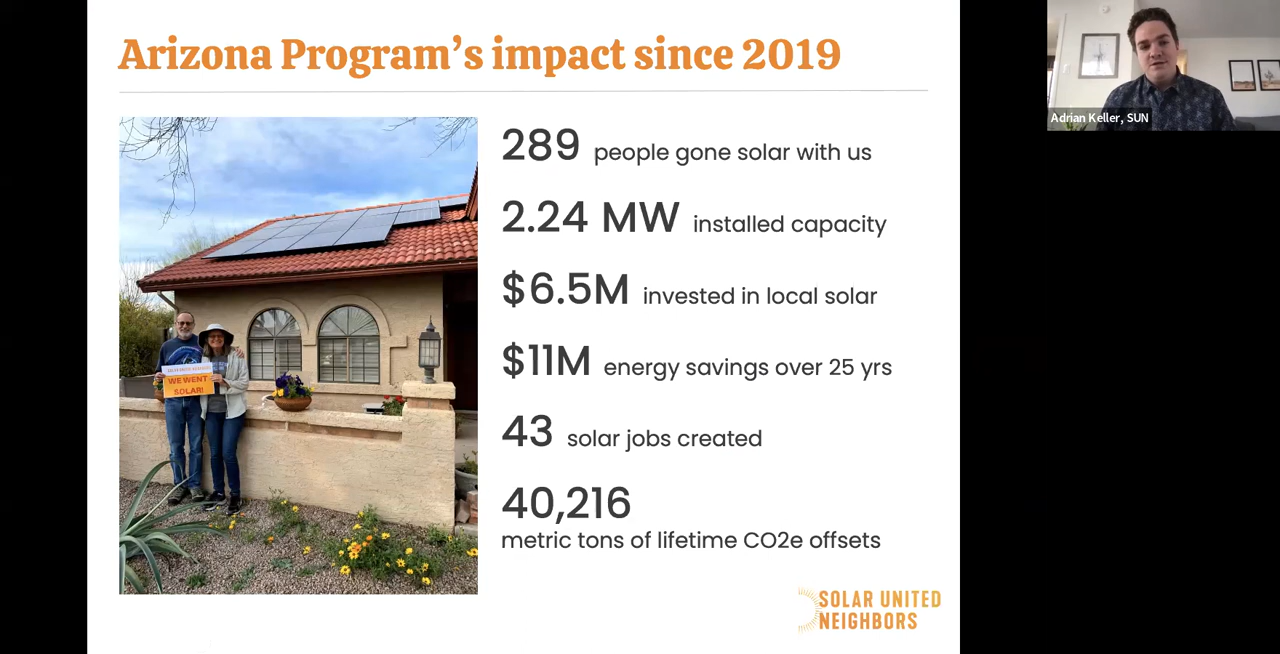 Arizona Program’s impact since 2019
289 people gone solar with us
2.24 MW installed capacity
$6.5M invested in local solar
$11M energy savings over 25 yrs
43 solar jobs created
40,216
metric tons of lifetime CO2e offsets
WE WENT
SOLAR!
SOLAR UNITED
NEIGHBORS
Adrian Keller, SUN